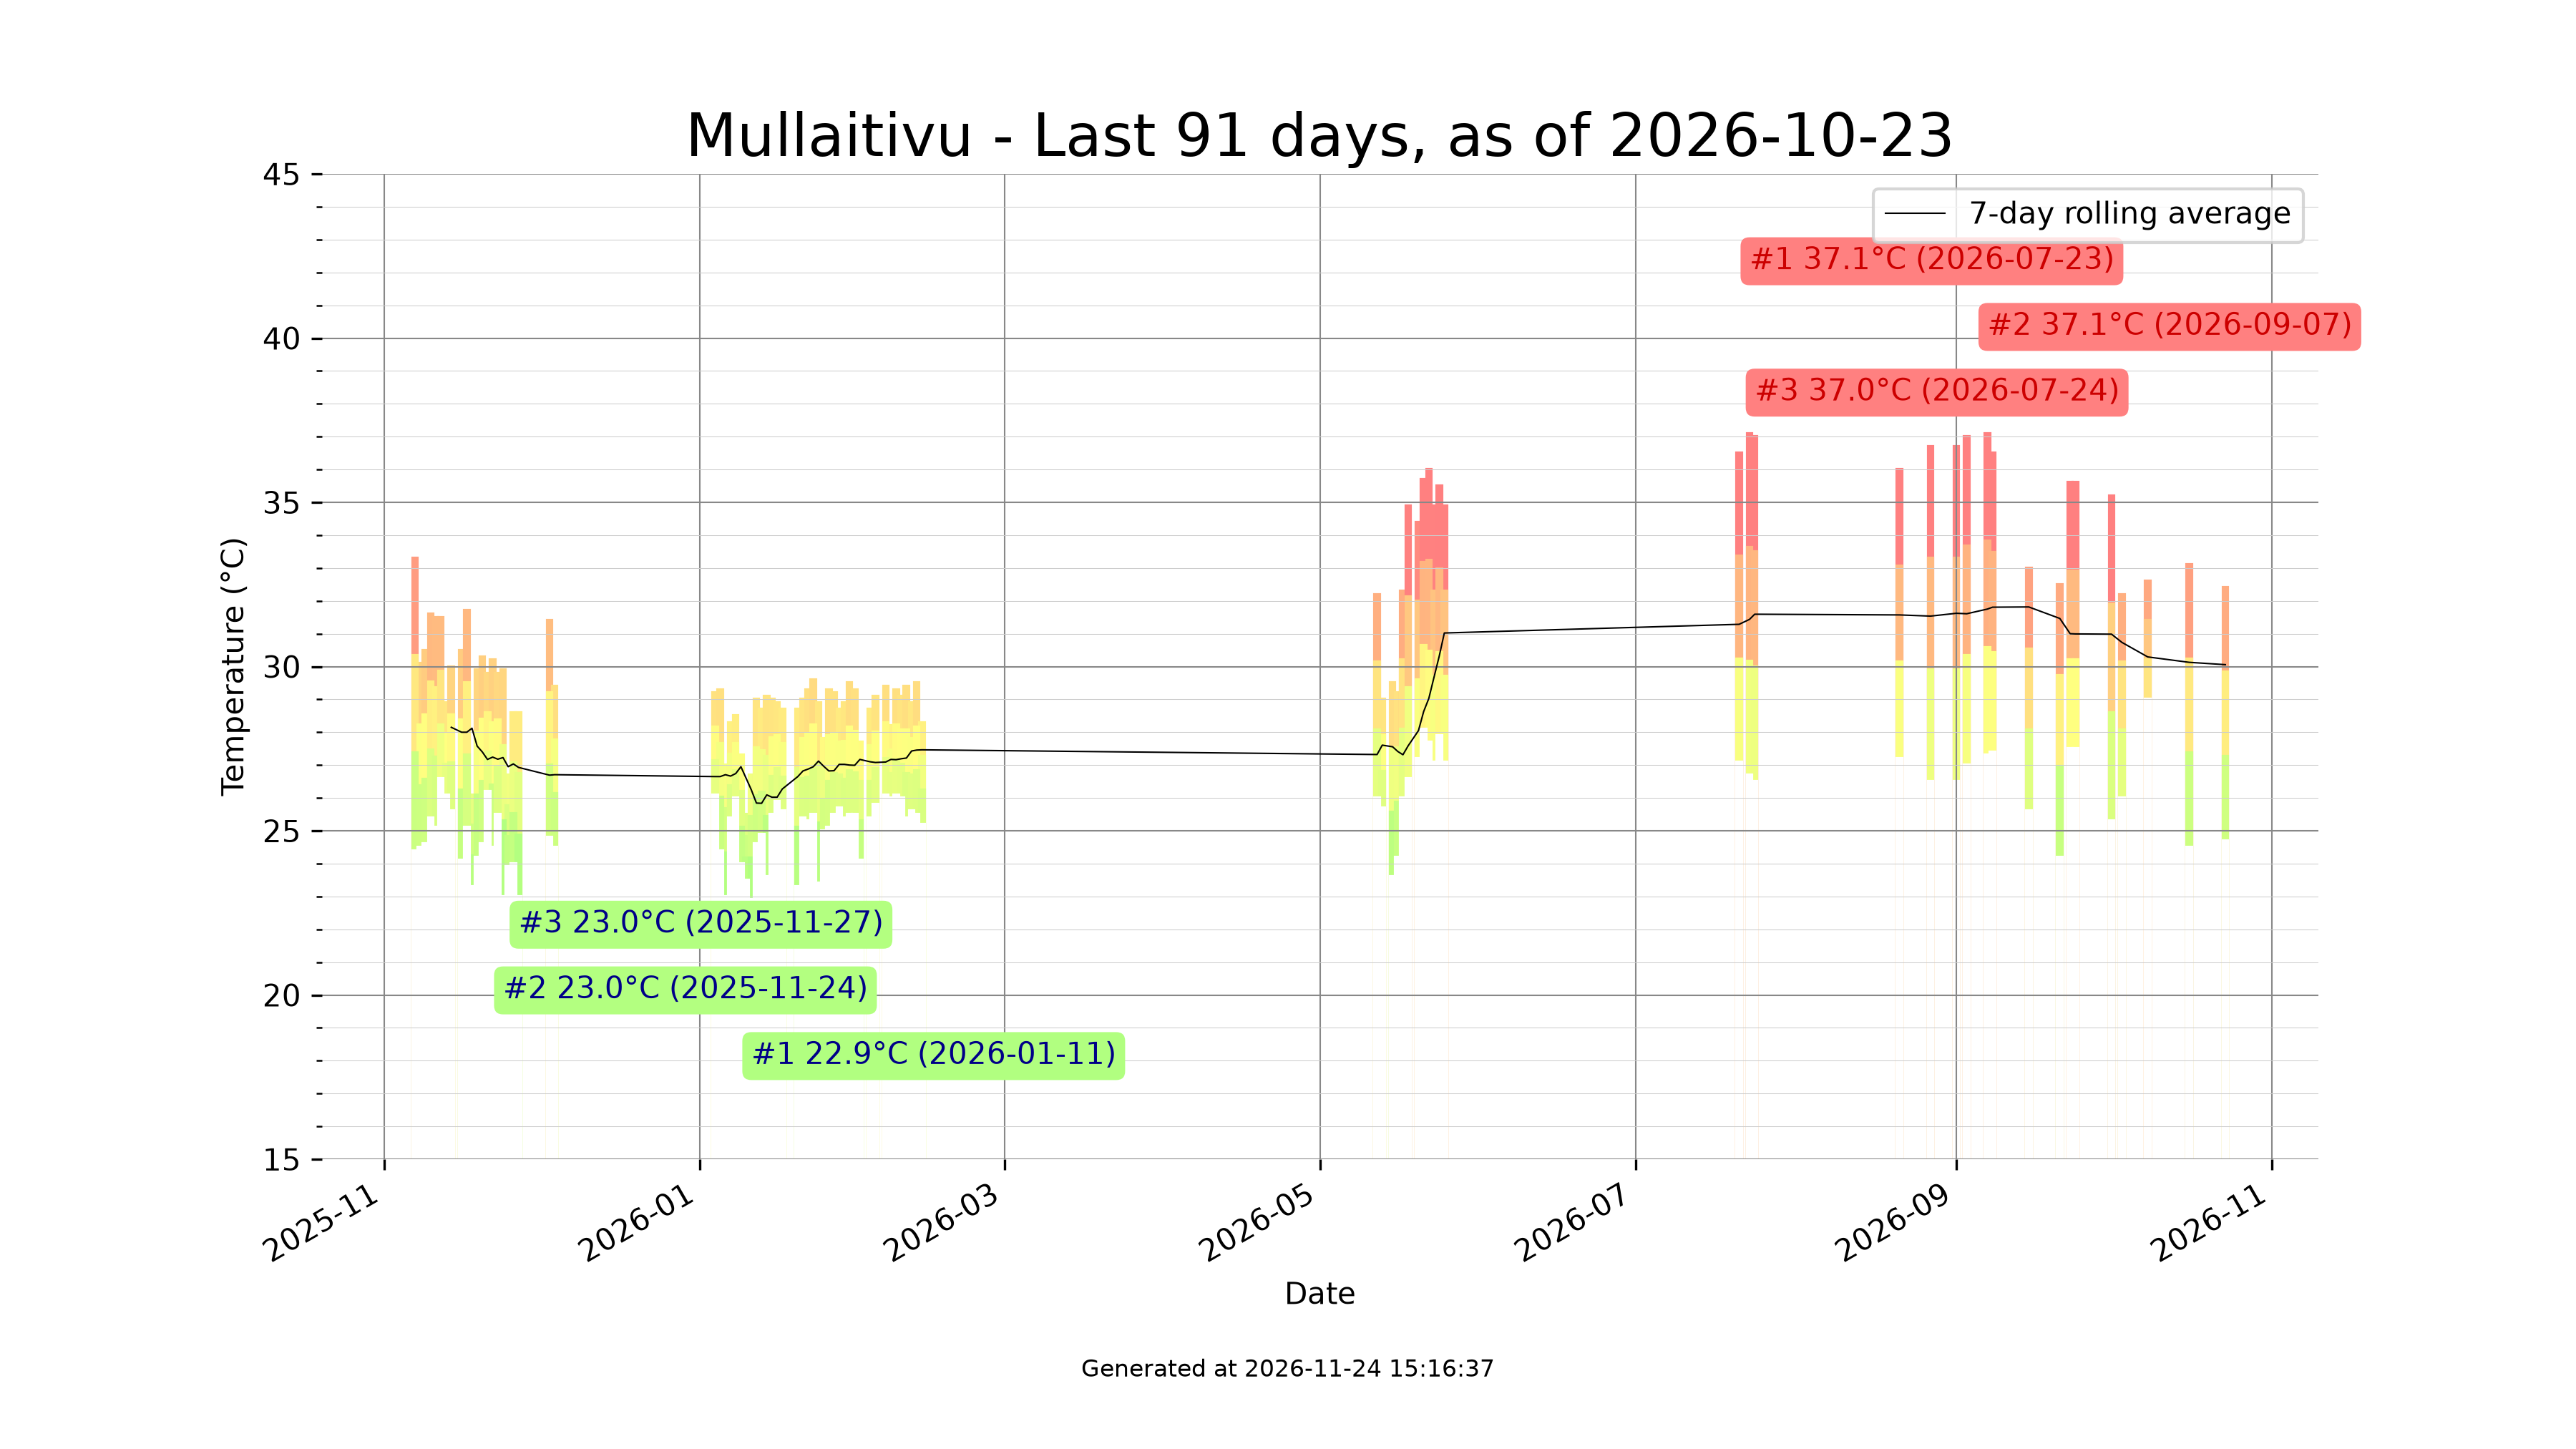 Mullaitivu - Last 91 days, as of 2026-10-23
45
40
35
30
25
20
15
Temperature (°C)
7-day rolling average
#1 37.1°C (2026-07-23)
#2 37.1°C (2026-09-07)
#3 37.0°C (2026-07-24)
#3 23.0°C (2025-11-27)
#2 23.0°C (2025-11-24)
#1 22.9°C (2026-01-11)
2025-11
2026-01
2026-03
2026-05
2026-07
2026-09
2026-11
Date
Generated at 2026-11-24 15:16:37